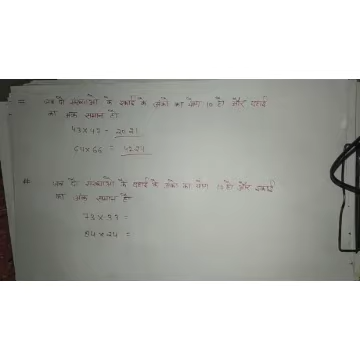 जब दो संख्याओं के इकाई के अंकों का योग 10 हो और दहाई
का अंक समान हो।
43 x 47 = 2021
64 x 66 = 4224
जब दो संख्याओं के दहाई के अंकों का योग 10 हो और इकाई
का अंक समान हो
73 x 33 =
84 x 24 =